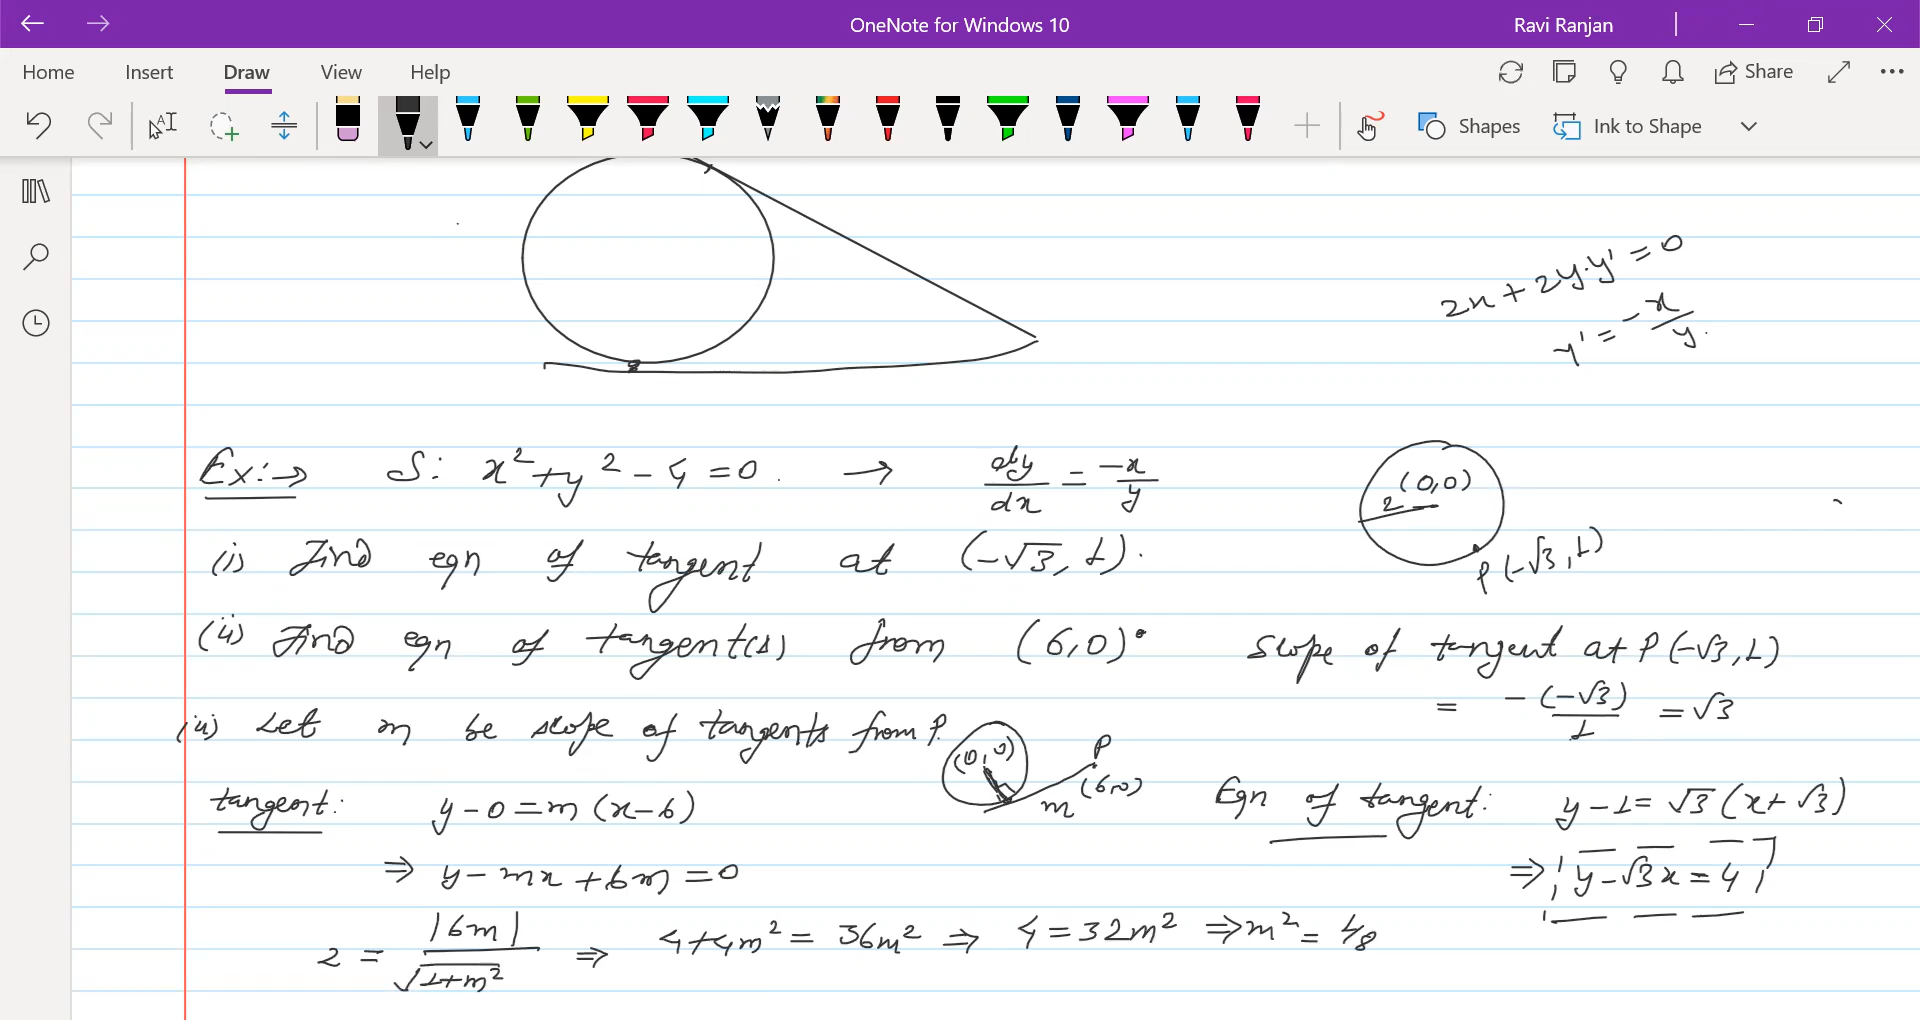 OneNote for Windows 10
Ravi Ranjan
Home Insert Draw View Help
Share
Shapes
Ink to Shape
2x + 2y.y' = 0
y' = -x/y.
Ex:→ S: x² + y² - 4 = 0. → dy/dx = -x/y
(0,0)
2
P(-√3, 1)
(i) Find eqn of tangent at (-√3, 1).
(ii) Find eqn of tangent(s) from (6,0).
Slope of tangent at P(-√3, 1)
= -(-√3)/1 = √3
(ii) Let m be slope of tangents from P.
(0,0)
P
(6,0)
m
tangent: y - 0 = m(x-6)
⇒ y - mx + 6m = 0
Eqn of tangent: y - 1 = √3(x+√3)
⇒ y - √3x = 4
2 = |6m|/√1+m² ⇒ 4+4m² = 36m² ⇒ 4 = 32m² ⇒ m² = 1/8